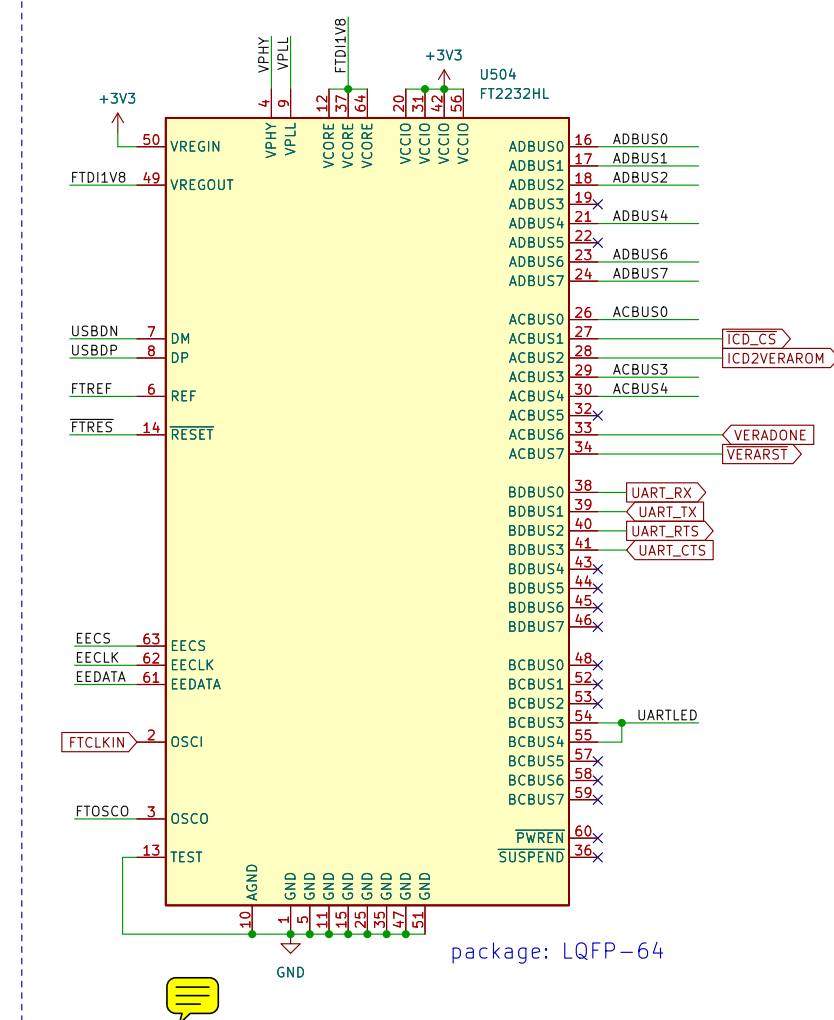 VPHY
VPLL
FTDI1V8
+3V3
U504
FT2232HL
+3V3
4
9
12
37
64
20
31
42
56
VPHY
VPLL
VCORE
VCORE
VCORE
VCCIO
VCCIO
VCCIO
VCCIO
50 VREGIN
FTDI1V8 49 VREGOUT
USBDN 7 DM
USBDP 8 DP
FTREF 6 REF
FTRES 14 RESET
EECS 63 EECS
EECLK 62 EECLK
EEDATA 61 EEDATA
FTCLKIN 2 OSCI
FTOSCO 3 OSCO
13 TEST
ADBUS0 16 ADBUS0
ADBUS1 17 ADBUS1
ADBUS2 18 ADBUS2
ADBUS3 19
ADBUS4 21 ADBUS4
ADBUS5 22
ADBUS6 23 ADBUS6
ADBUS7 24 ADBUS7
ACBUS0 26 ACBUS0
ACBUS1 27 ICD_CS
ACBUS2 28 ICD2VERAROM
ACBUS3 29 ACBUS3
ACBUS4 30 ACBUS4
ACBUS5 32
ACBUS6 33 VERADONE
ACBUS7 34 VERARST
BDBUS0 38 UART_RX
BDBUS1 39 UART_TX
BDBUS2 40 UART_RTS
BDBUS3 41 UART_CTS
BDBUS4 43
BDBUS5 44
BDBUS6 45
BDBUS7 46
BCBUS0 48
BCBUS1 52
BCBUS2 53
BCBUS3 54 UARTLED
BCBUS4 55
BCBUS5 57
BCBUS6 58
BCBUS7 59
PWREN 60
SUSPEND 36
AGND
GND
GND
GND
GND
GND
GND
GND
GND
10
1
5
11
15
25
35
47
51
GND
package: LQFP-64